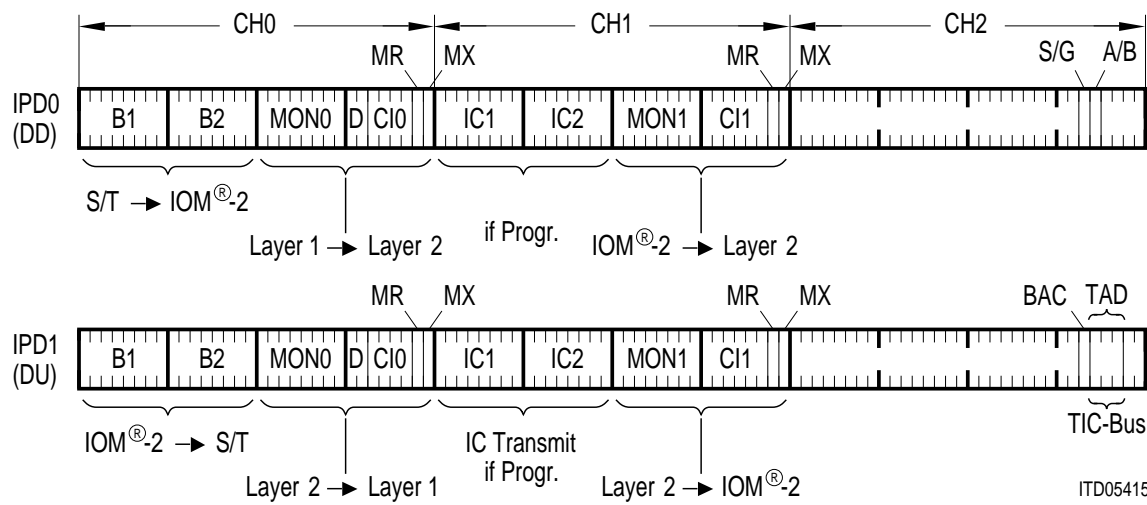 CH0 CH1 CH2
MR MX MR MX S/G A/B
IPD0 (DD)
B1 B2 MON0 D CI0 IC1 IC2 MON1 CI1
S/T → IOM®-2
Layer 1 → Layer 2 if Progr. IOM®-2 → Layer 2
MR MX MR MX BAC TAD
IPD1 (DU)
B1 B2 MON0 D CI0 IC1 IC2 MON1 CI1
IOM®-2 → S/T IC Transmit TIC-Bus
if Progr.
Layer 2 → Layer 1 Layer 2 → IOM®-2 ITD05415